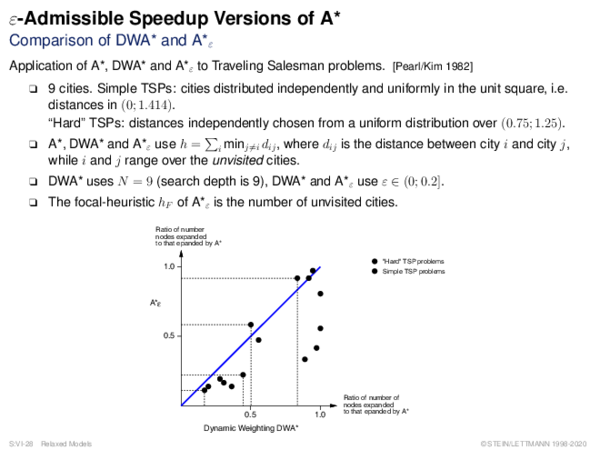 ε-Admissible Speedup Versions of A*
Comparison of DWA* and A*ε
Application of A*, DWA* and A*ε to Traveling Salesman problems. [Pearl/Kim 1982]
❑ 9 cities. Simple TSPs: cities distributed independently and uniformly in the unit square, i.e.
distances in (0; 1.414).
“Hard” TSPs: distances independently chosen from a uniform distribution over (0.75; 1.25).
❑ A*, DWA* and A*ε use h = ∑i minj≠i dij, where dij is the distance between city i and city j,
while i and j range over the unvisited cities.
❑ DWA* uses N = 9 (search depth is 9), DWA* and A*ε use ε ∈ (0; 0.2].
❑ The focal-heuristic hF of A*ε is the number of unvisited cities.
Ratio of number
nodes expanded
to that epanded by A*
"Hard" TSP problems
Simple TSP problems
1.0
A*ε
0.5
0.5
1.0
Ratio of number of
nodes expanded
to that epanded by A*
Dynamic Weighting DWA*
S:VI-28 Relaxed Models
©STEIN/LETTMANN 1998-2020